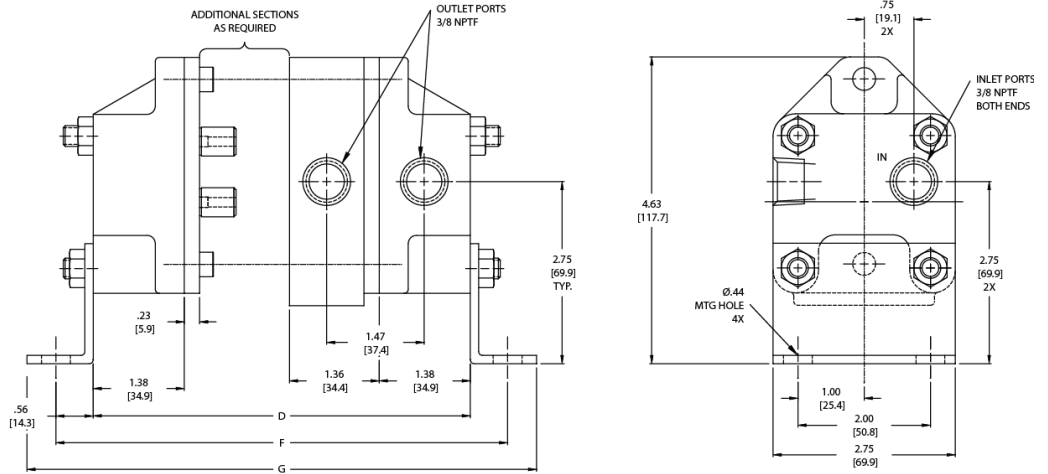 ADDITIONAL SECTIONS
AS REQUIRED
OUTLET PORTS
3/8 NPTF
2.75
[69.9]
TYP.
.23
[5.9]
1.47
[37.4]
1.38
[34.9]
1.36
[34.4]
1.38
[34.9]
.56
[14.3]
D
F
G
.75
[19.1]
2X
INLET PORTS
3/8 NPTF
BOTH ENDS
IN
4.63
[117.7]
2.75
[69.9]
2X
Ø.44
MTG HOLE
4X
1.00
[25.4]
2.00
[50.8]
2.75
[69.9]